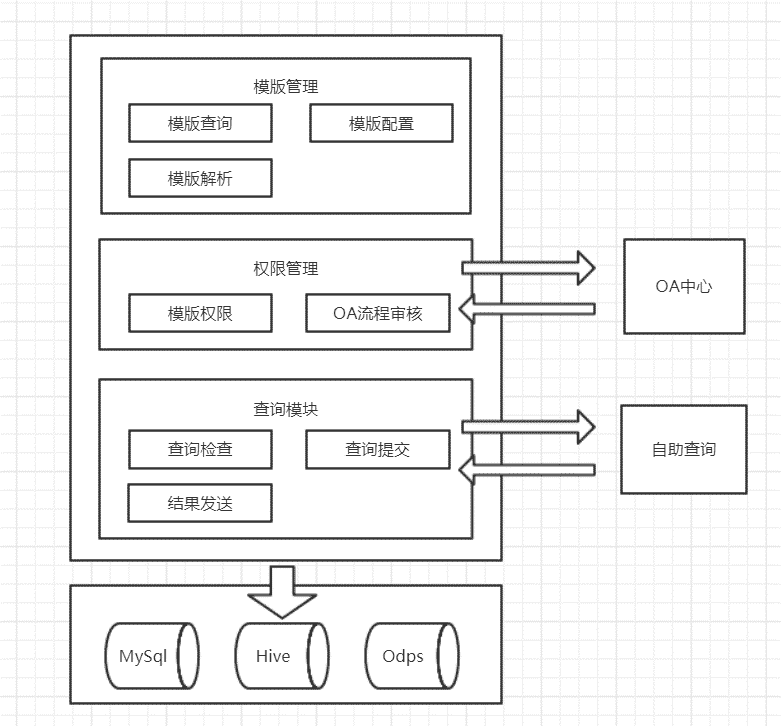 模版管理
模版查询
模版配置
模版解析
权限管理
模版权限
OA流程审核
OA中心
查询模块
查询检查
查询提交
结果发送
自助查询
MySql
Hive
Odps